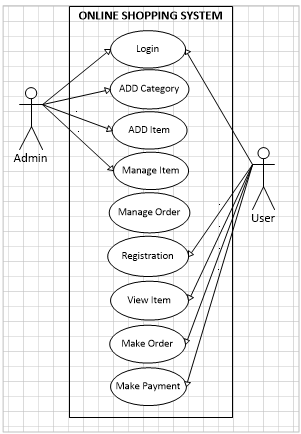 ONLINE SHOPPING SYSTEM
Login
ADD Category
Admin
ADD Item
Manage Item
Manage Order
User
Registration
View Item
Make Order
Make Payment